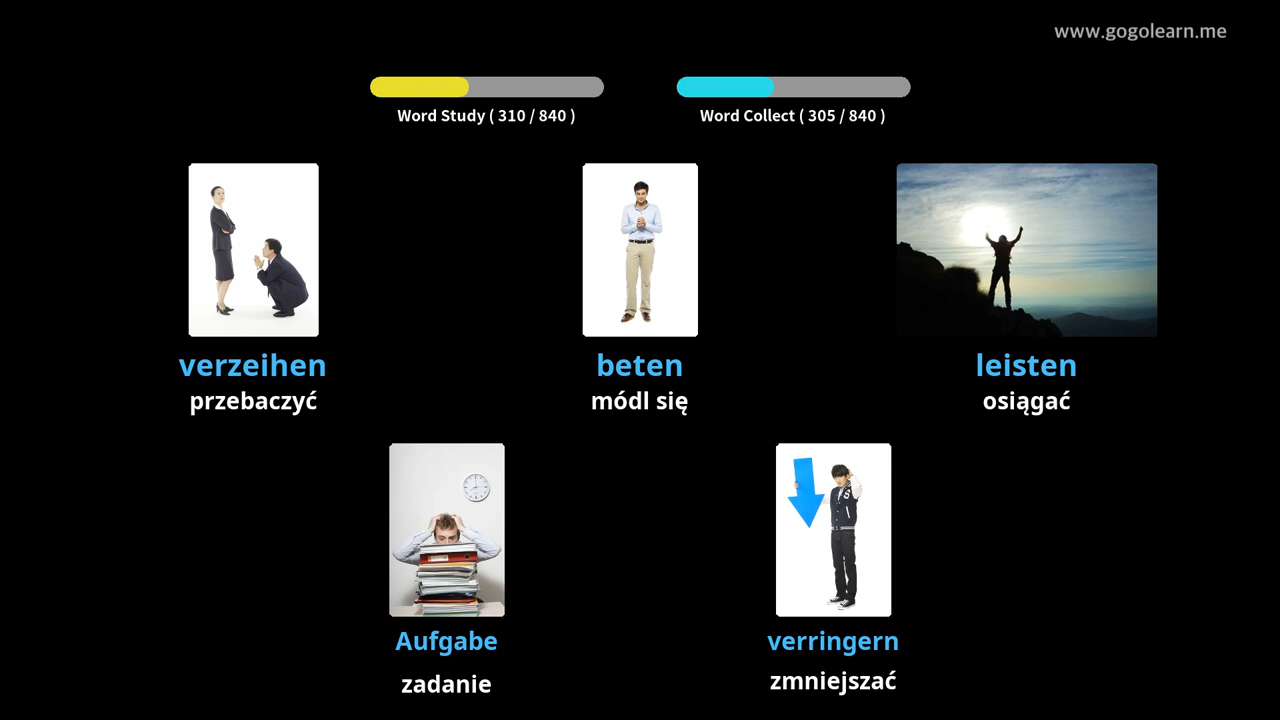 www.gogolearn.me
Word Study ( 310 / 840 )
Word Collect ( 305 / 840 )
verzeihen
przebaczyć
beten
módl się
leisten
osiągać
Aufgabe
zadanie
verringern
zmniejszać